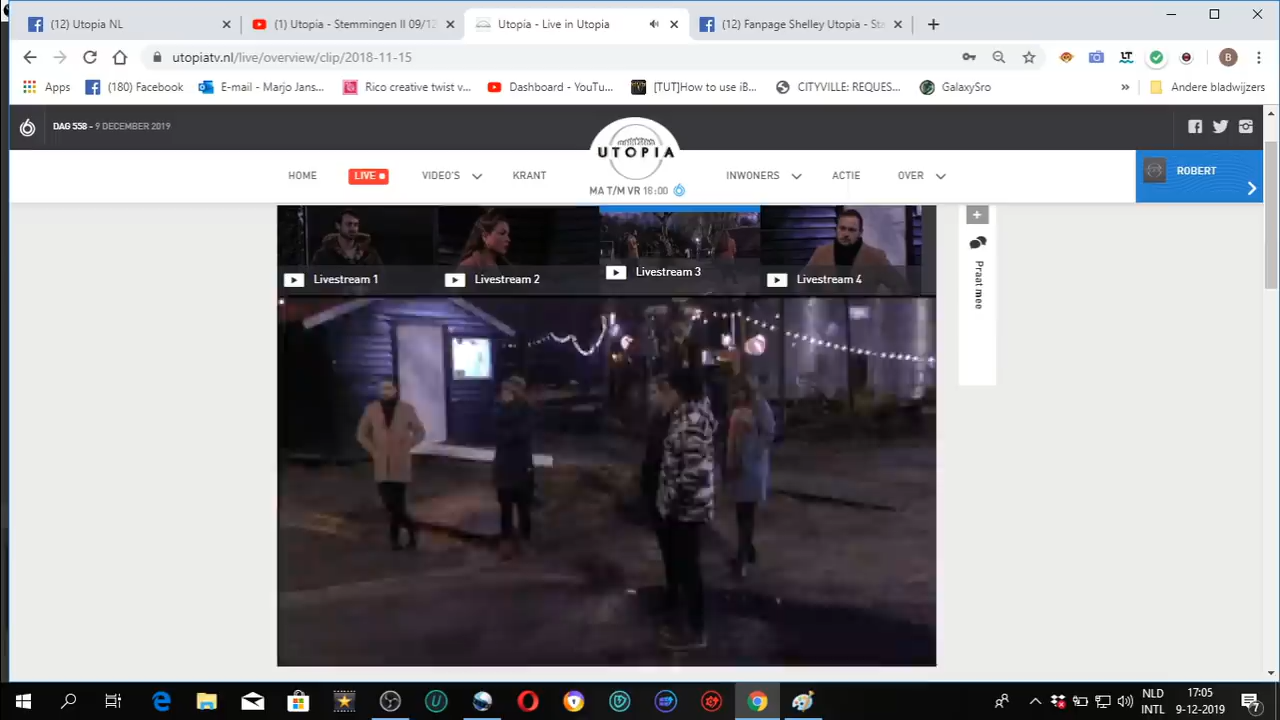 (12) Utopia NL
(1) Utopia - Stemmingen II 09/12
Utopia - Live in Utopia
(12) Fanpage Shelley Utopia - Ste
utopiatv.nl/live/overview/clip/2018-11-15
Apps
(180) Facebook
E-mail - Marjo Jans...
Rico creative twist v...
Dashboard - YouTu...
[TUT]How to use iB...
CITYVILLE: REQUES...
GalaxySro
»
Andere bladwijzers
DAG 558 - 9 DECEMBER 2019
UTOPIA
MA T/M VR 18:00
HOME
LIVE
VIDEO'S
KRANT
INWONERS
ACTIE
OVER
ROBERT
Livestream 1
Livestream 2
Livestream 3
Livestream 4
Praat mee
NLD
INTL
17:05
9-12-2019
7